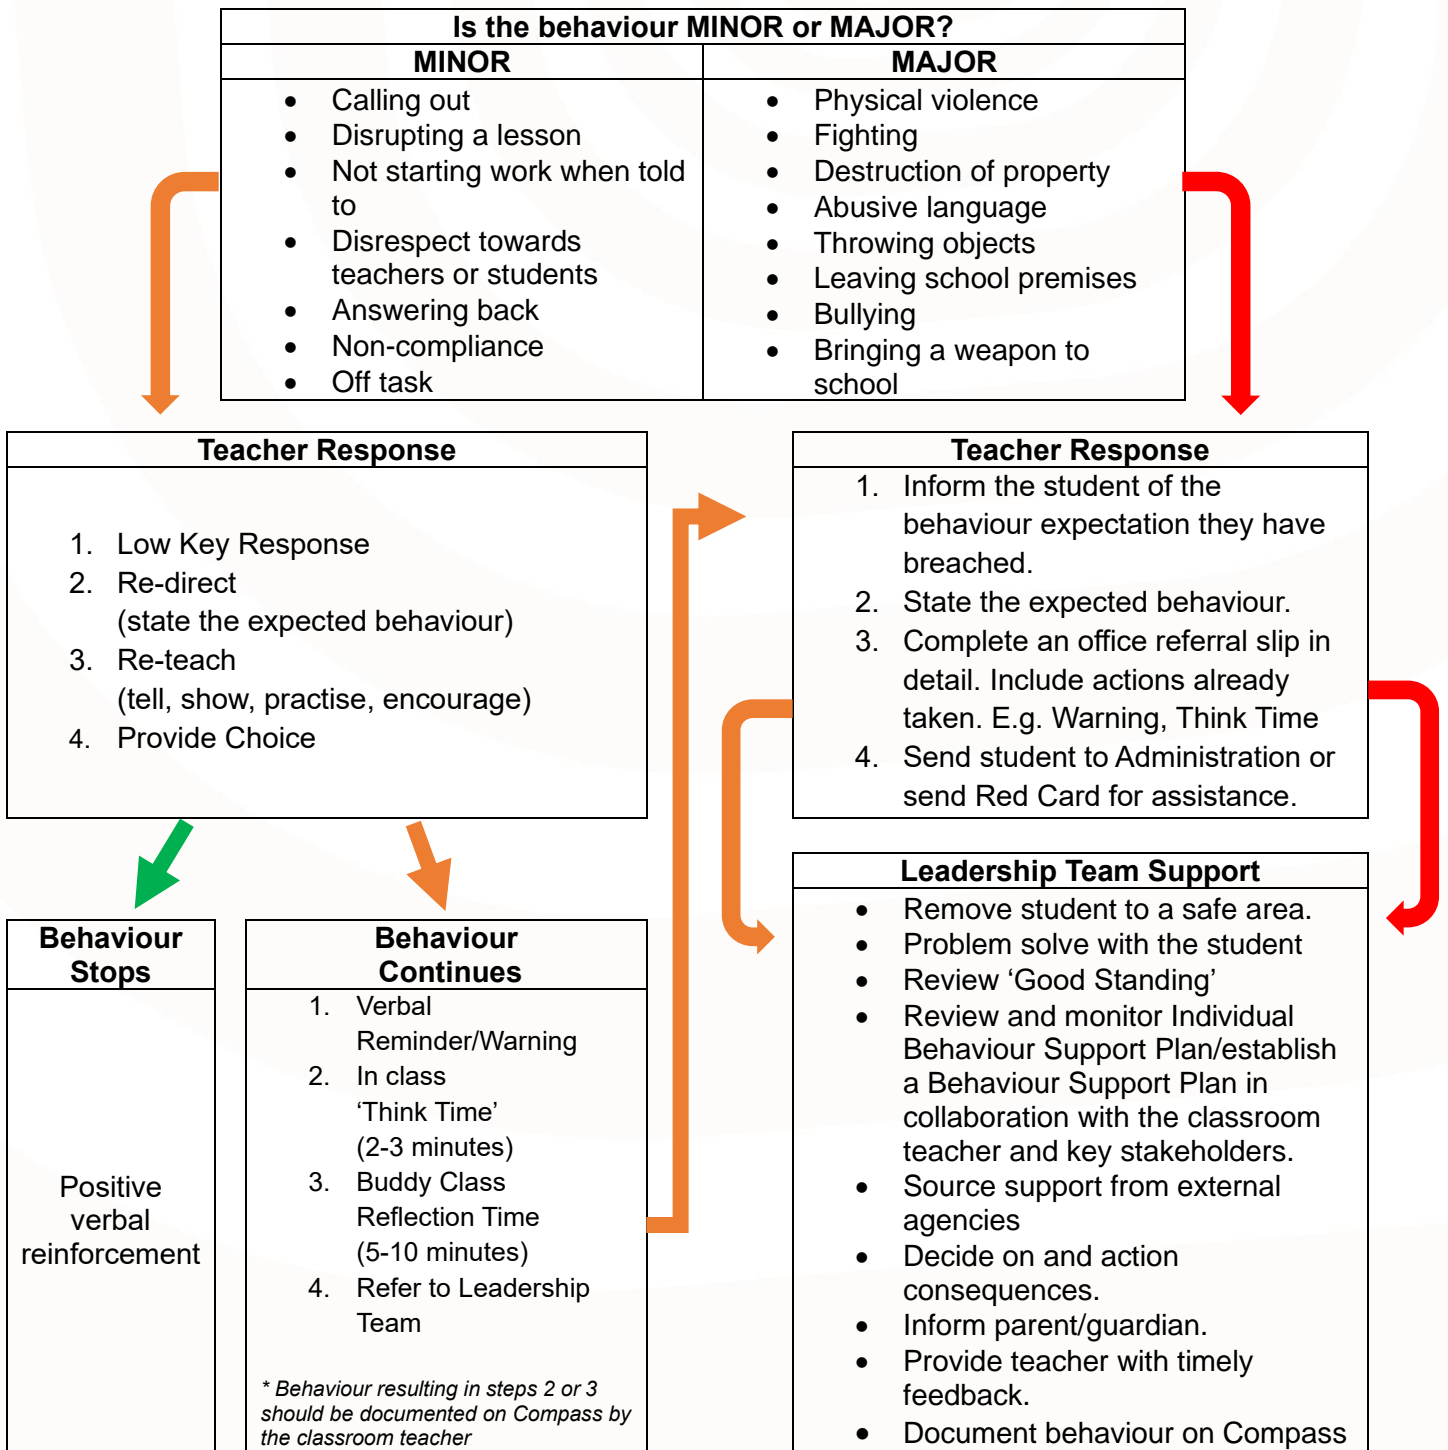 Is the behaviour MINOR or MAJOR?
MINOR
• Calling out
• Disrupting a lesson
• Not starting work when told
to
• Disrespect towards
teachers or students
• Answering back
• Non-compliance
• Off task
MAJOR
• Physical violence
• Fighting
• Destruction of property
• Abusive language
• Throwing objects
• Leaving school premises
• Bullying
• Bringing a weapon to
school
Teacher Response
1. Low Key Response
2. Re-direct
(state the expected behaviour)
3. Re-teach
(tell, show, practise, encourage)
4. Provide Choice
Teacher Response
1. Inform the student of the
behaviour expectation they have
breached.
2. State the expected behaviour.
3. Complete an office referral slip in
detail. Include actions already
taken. E.g. Warning, Think Time
4. Send student to Administration or
send Red Card for assistance.
Behaviour
Stops
Positive
verbal
reinforcement
Behaviour
Continues
1. Verbal
Reminder/Warning
2. In class
‘Think Time’
(2-3 minutes)
3. Buddy Class
Reflection Time
(5-10 minutes)
4. Refer to Leadership
Team
* Behaviour resulting in steps 2 or 3
should be documented on Compass by
the classroom teacher
Leadership Team Support
• Remove student to a safe area.
• Problem solve with the student
• Review ‘Good Standing’
• Review and monitor Individual
Behaviour Support Plan/establish
a Behaviour Support Plan in
collaboration with the classroom
teacher and key stakeholders.
• Source support from external
agencies
• Decide on and action
consequences.
• Inform parent/guardian.
• Provide teacher with timely
feedback.
• Document behaviour on Compass